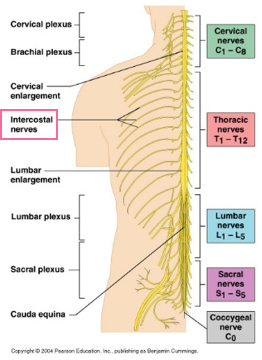 Cervical plexus
Brachial plexus
Cervical
enlargement
Intercostal
nerves
Lumbar
enlargement
Lumbar plexus
Sacral plexus
Cauda equina
Cervical
nerves
C1 – C8
Thoracic
nerves
T1 – T12
Lumbar
nerves
L1 – L5
Sacral
nerves
S1 – S5
Coccygeal
nerve
C0
Copyright © 2004 Pearson Education, Inc., publishing as Benjamin Cummings.